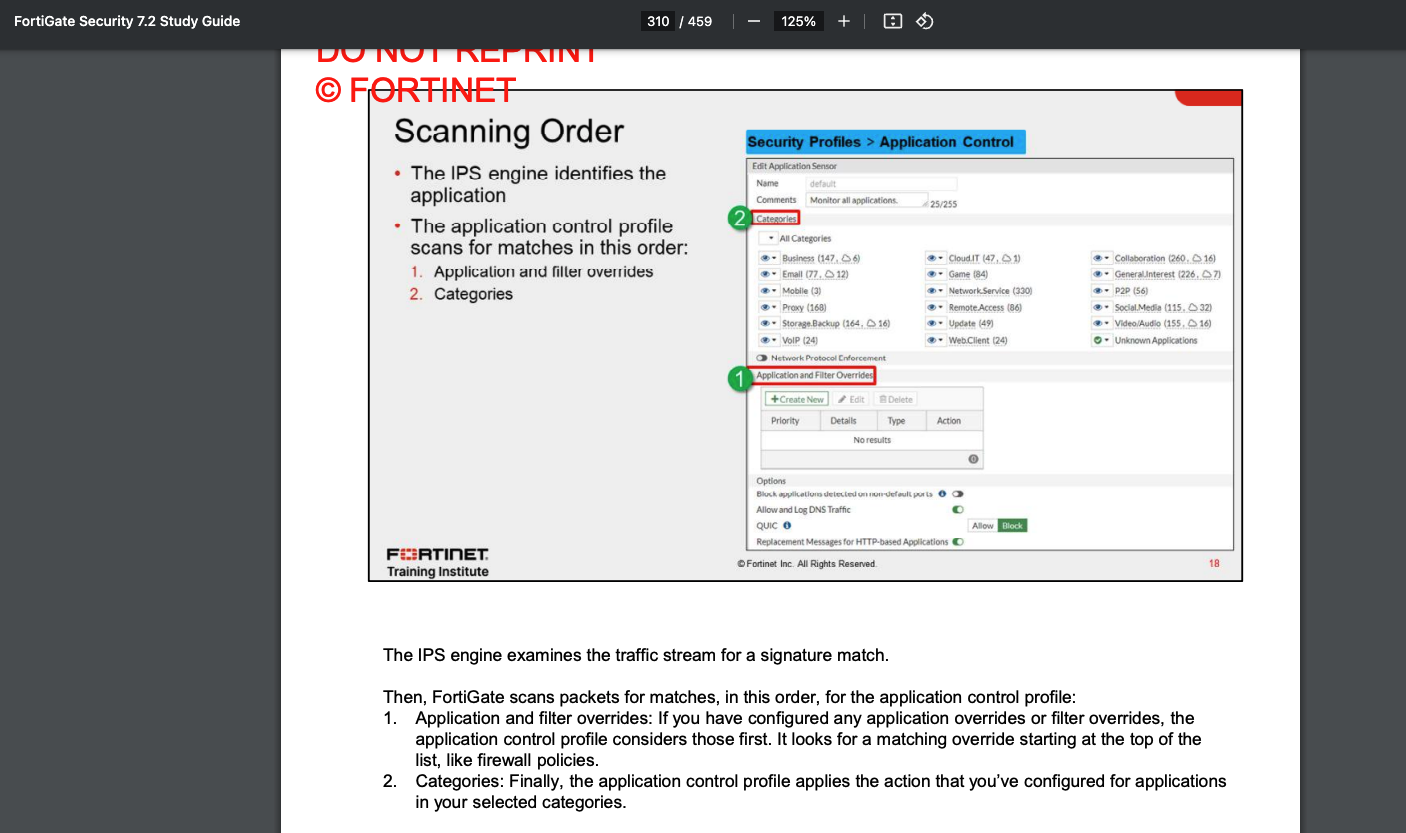 FortiGate Security 7.2 Study Guide
310 / 459
125%
DO NOT REPRINT
© FORTINET
Scanning Order
• The IPS engine identifies the
application
• The application control profile
scans for matches in this order:
1. Application and filter overrides
2. Categories
Security Profiles > Application Control
Edit Application Sensor
Name default
Comments Monitor all applications. 25/255
2 Categories
All Categories
Business (147, 6) Cloud.IT (47, 1) Collaboration (260, 16)
Email (77, 12) Game (84) General.Interest (226, 7)
Mobile (3) Network.Service (330) P2P (56)
Proxy (168) Remote.Access (86) Social.Media (115, 32)
Storage.Backup (164, 16) Update (49) Video/Audio (155, 16)
VoIP (24) Web.Client (24) Unknown Applications
Network Protocol Enforcement
1 Application and Filter Overrides
+Create New Edit Delete
Priority Details Type Action
No results
0
Options
Block applications detected on non-default ports
Allow and Log DNS Traffic
QUIC Allow Block
Replacement Messages for HTTP-based Applications
FORTINET
Training Institute
© Fortinet Inc. All Rights Reserved.
18
The IPS engine examines the traffic stream for a signature match.
Then, FortiGate scans packets for matches, in this order, for the application control profile:
1. Application and filter overrides: If you have configured any application overrides or filter overrides, the
application control profile considers those first. It looks for a matching override starting at the top of the
list, like firewall policies.
2. Categories: Finally, the application control profile applies the action that you’ve configured for applications
in your selected categories.